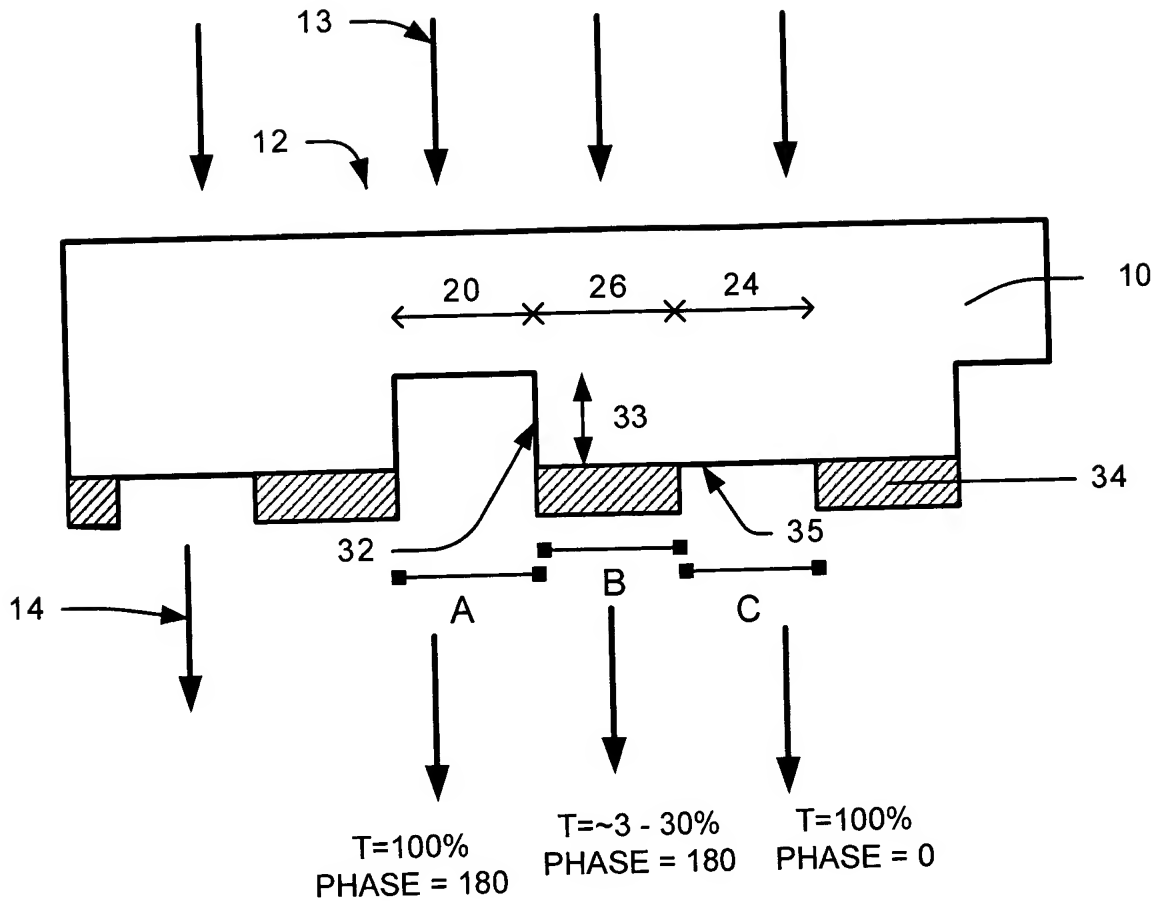 13
12
20
26
24
10
33
34
32
35
14
A
B
C
T=100%
PHASE = 180
T=~3 - 30%
PHASE = 180
T=100%
PHASE = 0